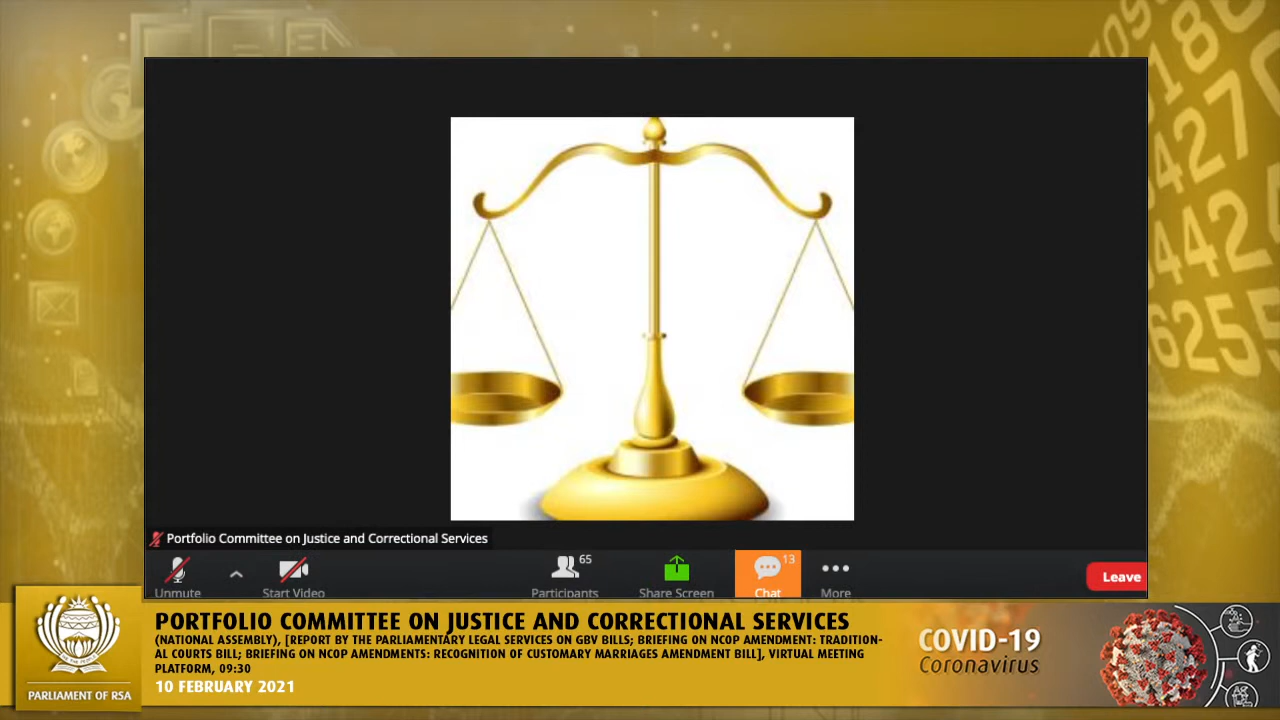 Portfolio Committee on Justice and Correctional Services
65
13
Unmute
Start Video
Participants
Share Screen
Chat
More
Leave
PORTFOLIO COMMITTEE ON JUSTICE AND CORRECTIONAL SERVICES
(NATIONAL ASSEMBLY), [REPORT BY THE PARLIAMENTARY LEGAL SERVICES ON GBV BILLS; BRIEFING ON NCOP AMENDMENT: TRADITION-
AL COURTS BILL; BRIEFING ON NCOP AMENDMENTS: RECOGNITION OF CUSTOMARY MARRIAGES AMENDMENT BILL], VIRTUAL MEETING
PLATFORM, 09:30
10 FEBRUARY 2021
PARLIAMENT OF RSA
COVID-19
Coronavirus